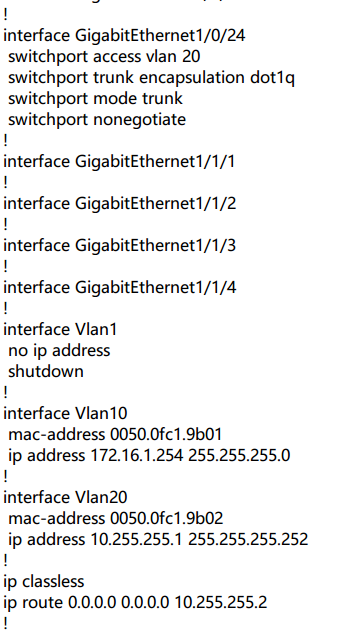 !
interface GigabitEthernet1/0/24
switchport access vlan 20
switchport trunk encapsulation dot1q
switchport mode trunk
switchport nonegotiate
!
interface GigabitEthernet1/1/1
!
interface GigabitEthernet1/1/2
!
interface GigabitEthernet1/1/3
!
interface GigabitEthernet1/1/4
!
interface Vlan1
no ip address
shutdown
!
interface Vlan10
mac-address 0050.0fc1.9b01
ip address 172.16.1.254 255.255.255.0
!
interface Vlan20
mac-address 0050.0fc1.9b02
ip address 10.255.255.1 255.255.255.252
!
ip classless
ip route 0.0.0.0 0.0.0.0 10.255.255.2
!